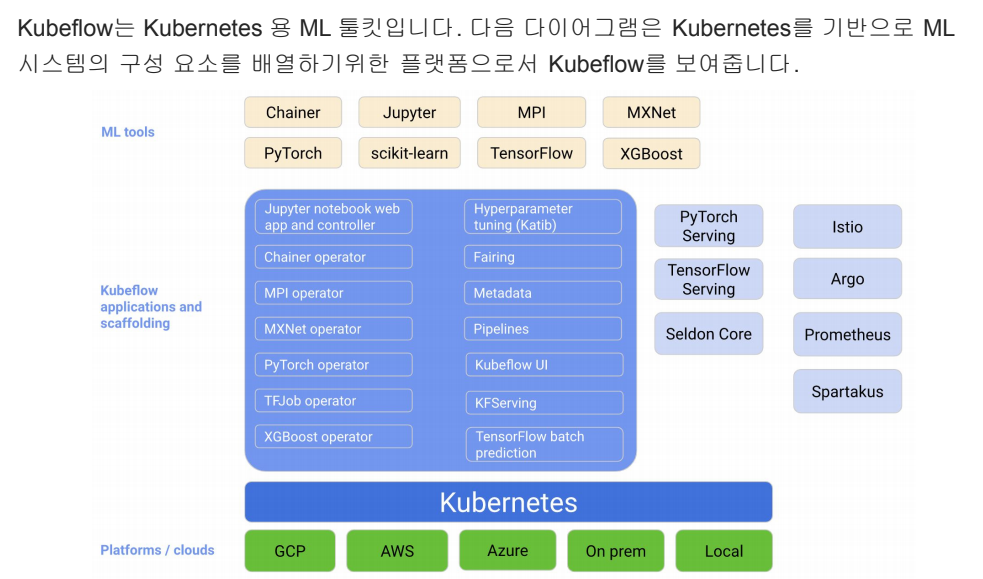 Kubeflow는 Kubernetes 용 ML 툴킷입니다. 다음 다이어그램은 Kubernetes를 기반으로 ML
시스템의 구성 요소를 배열하기위한 플랫폼으로서 Kubeflow를 보여줍니다.
ML tools
Chainer
Jupyter
MPI
MXNet
PyTorch
scikit-learn
TensorFlow
XGBoost
Kubeflow
applications and
scaffolding
Jupyter notebook web
app and controller
Chainer operator
MPI operator
MXNet operator
PyTorch operator
TFJob operator
XGBoost operator
Hyperparameter
tuning (Katib)
Fairing
Metadata
Pipelines
Kubeflow UI
KFServing
TensorFlow batch
prediction
PyTorch
Serving
TensorFlow
Serving
Seldon Core
Istio
Argo
Prometheus
Spartakus
Kubernetes
Platforms / clouds
GCP
AWS
Azure
On prem
Local